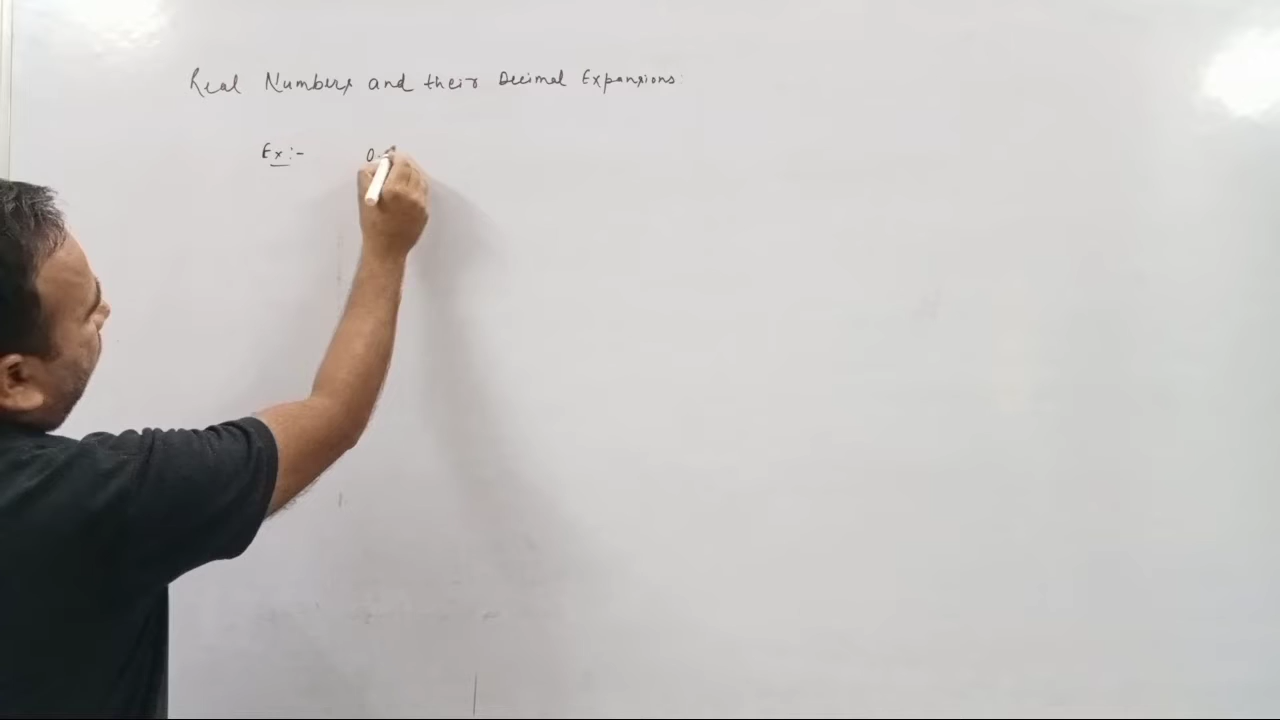 Real Numbers and their Decimal Expansions:
Ex:- 0.